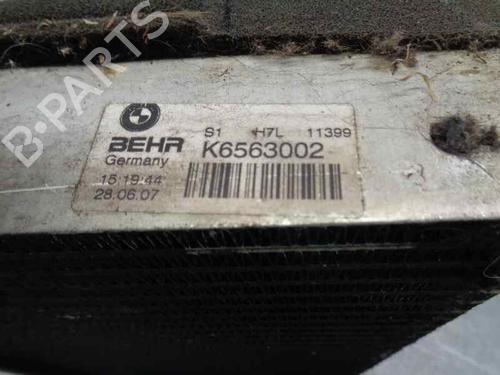 B-PARTS
S1 H7L 11399
BEHR K6563002
Germany
15:19:44
28.06.07